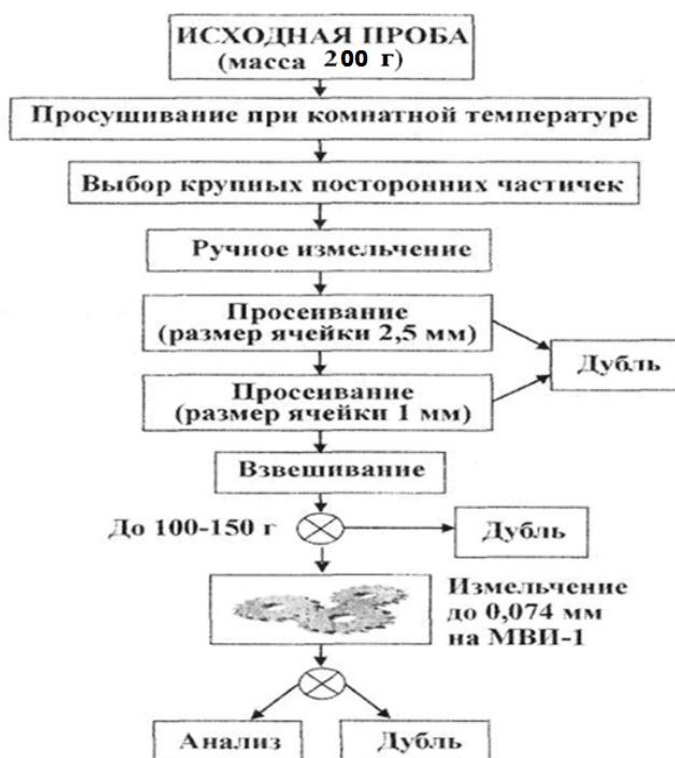 ИСХОДНАЯ ПРОБА
(масса 200 г)
Просушивание при комнатной температуре
Выбор крупных посторонних частичек
Ручное измельчение
Просеивание
(размер ячейки 2,5 мм)
Дубль
Просеивание
(размер ячейки 1 мм)
Взвешивание
До 100-150 г
Дубль
Измельчение
до 0,074 мм
на МВИ-1
Анализ
Дубль